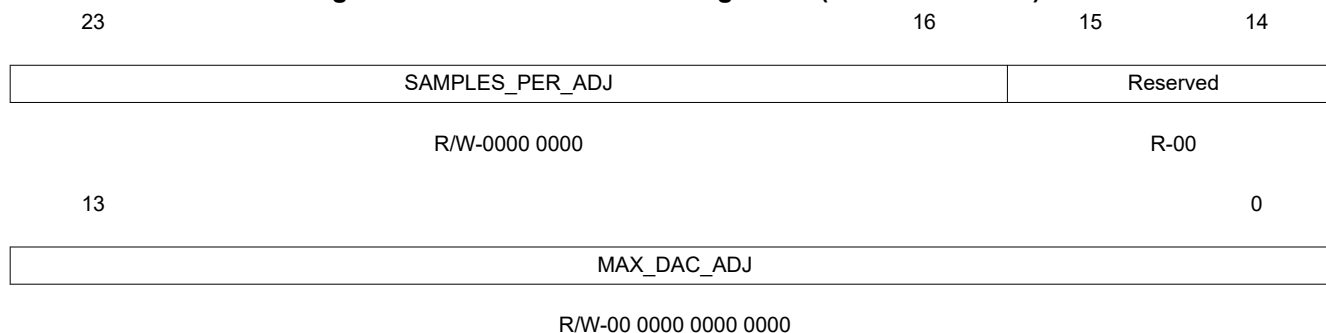 23 16 15 14
SAMPLES_PER_ADJ Reserved
R/W-0000 0000 R-00
13 0
MAX_DAC_ADJ
R/W-00 0000 0000 0000